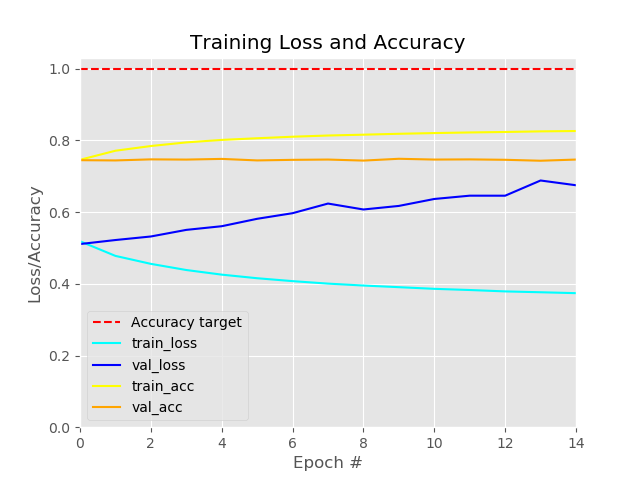 Training Loss and Accuracy
Loss/Accuracy
1.0
0.8
0.6
0.4
0.2
0.0
Accuracy target
train_loss
val_loss
train_acc
val_acc
0 2 4 6 8 10 12 14
Epoch #